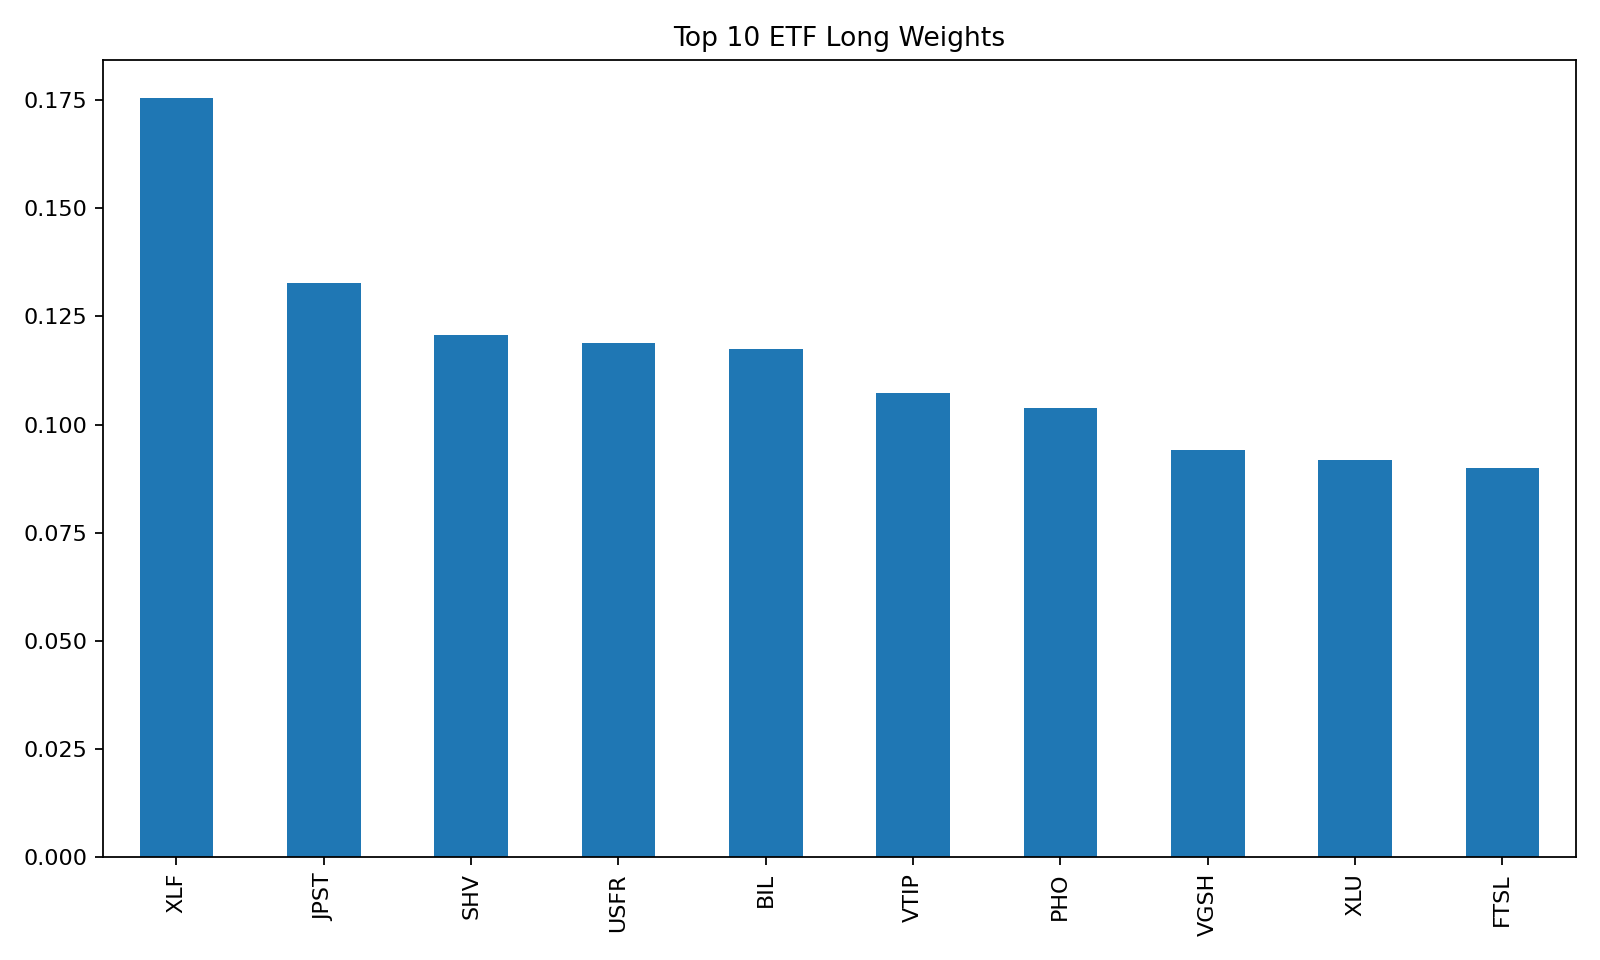 Top 10 ETF Long Weights
0.175
0.150
0.125
0.100
0.075
0.050
0.025
0.000
XLF
JPST
SHV
USFR
BIL
VTIP
PHO
VGSH
XLU
FTSL